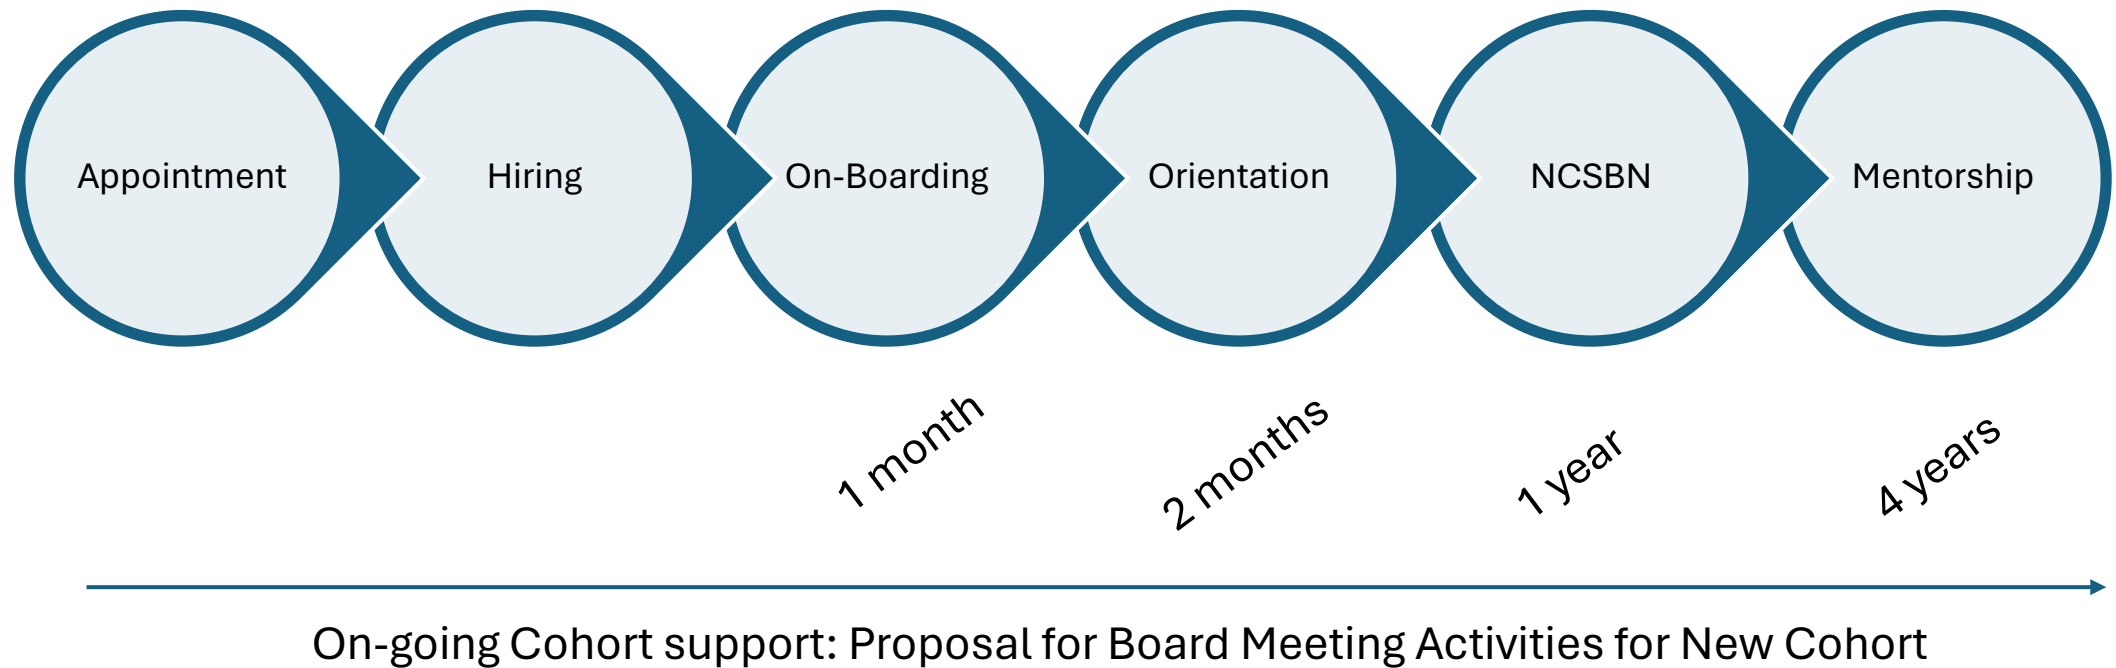 Appointment
Hiring
On-Boarding
Orientation
NCSBN
Mentorship
1 month
2 months
1 year
4 years
On-going Cohort support: Proposal for Board Meeting Activities for New Cohort